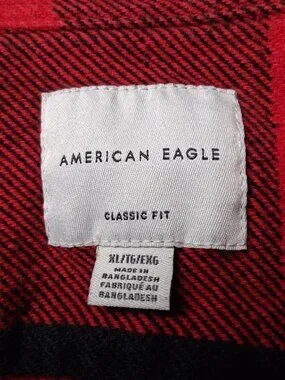 AMERICAN EAGLE
CLASSIC FIT
XL/TG/EXG
MADE IN
BANGLADESH
FABRIQUÉ AU
BANGLADESH